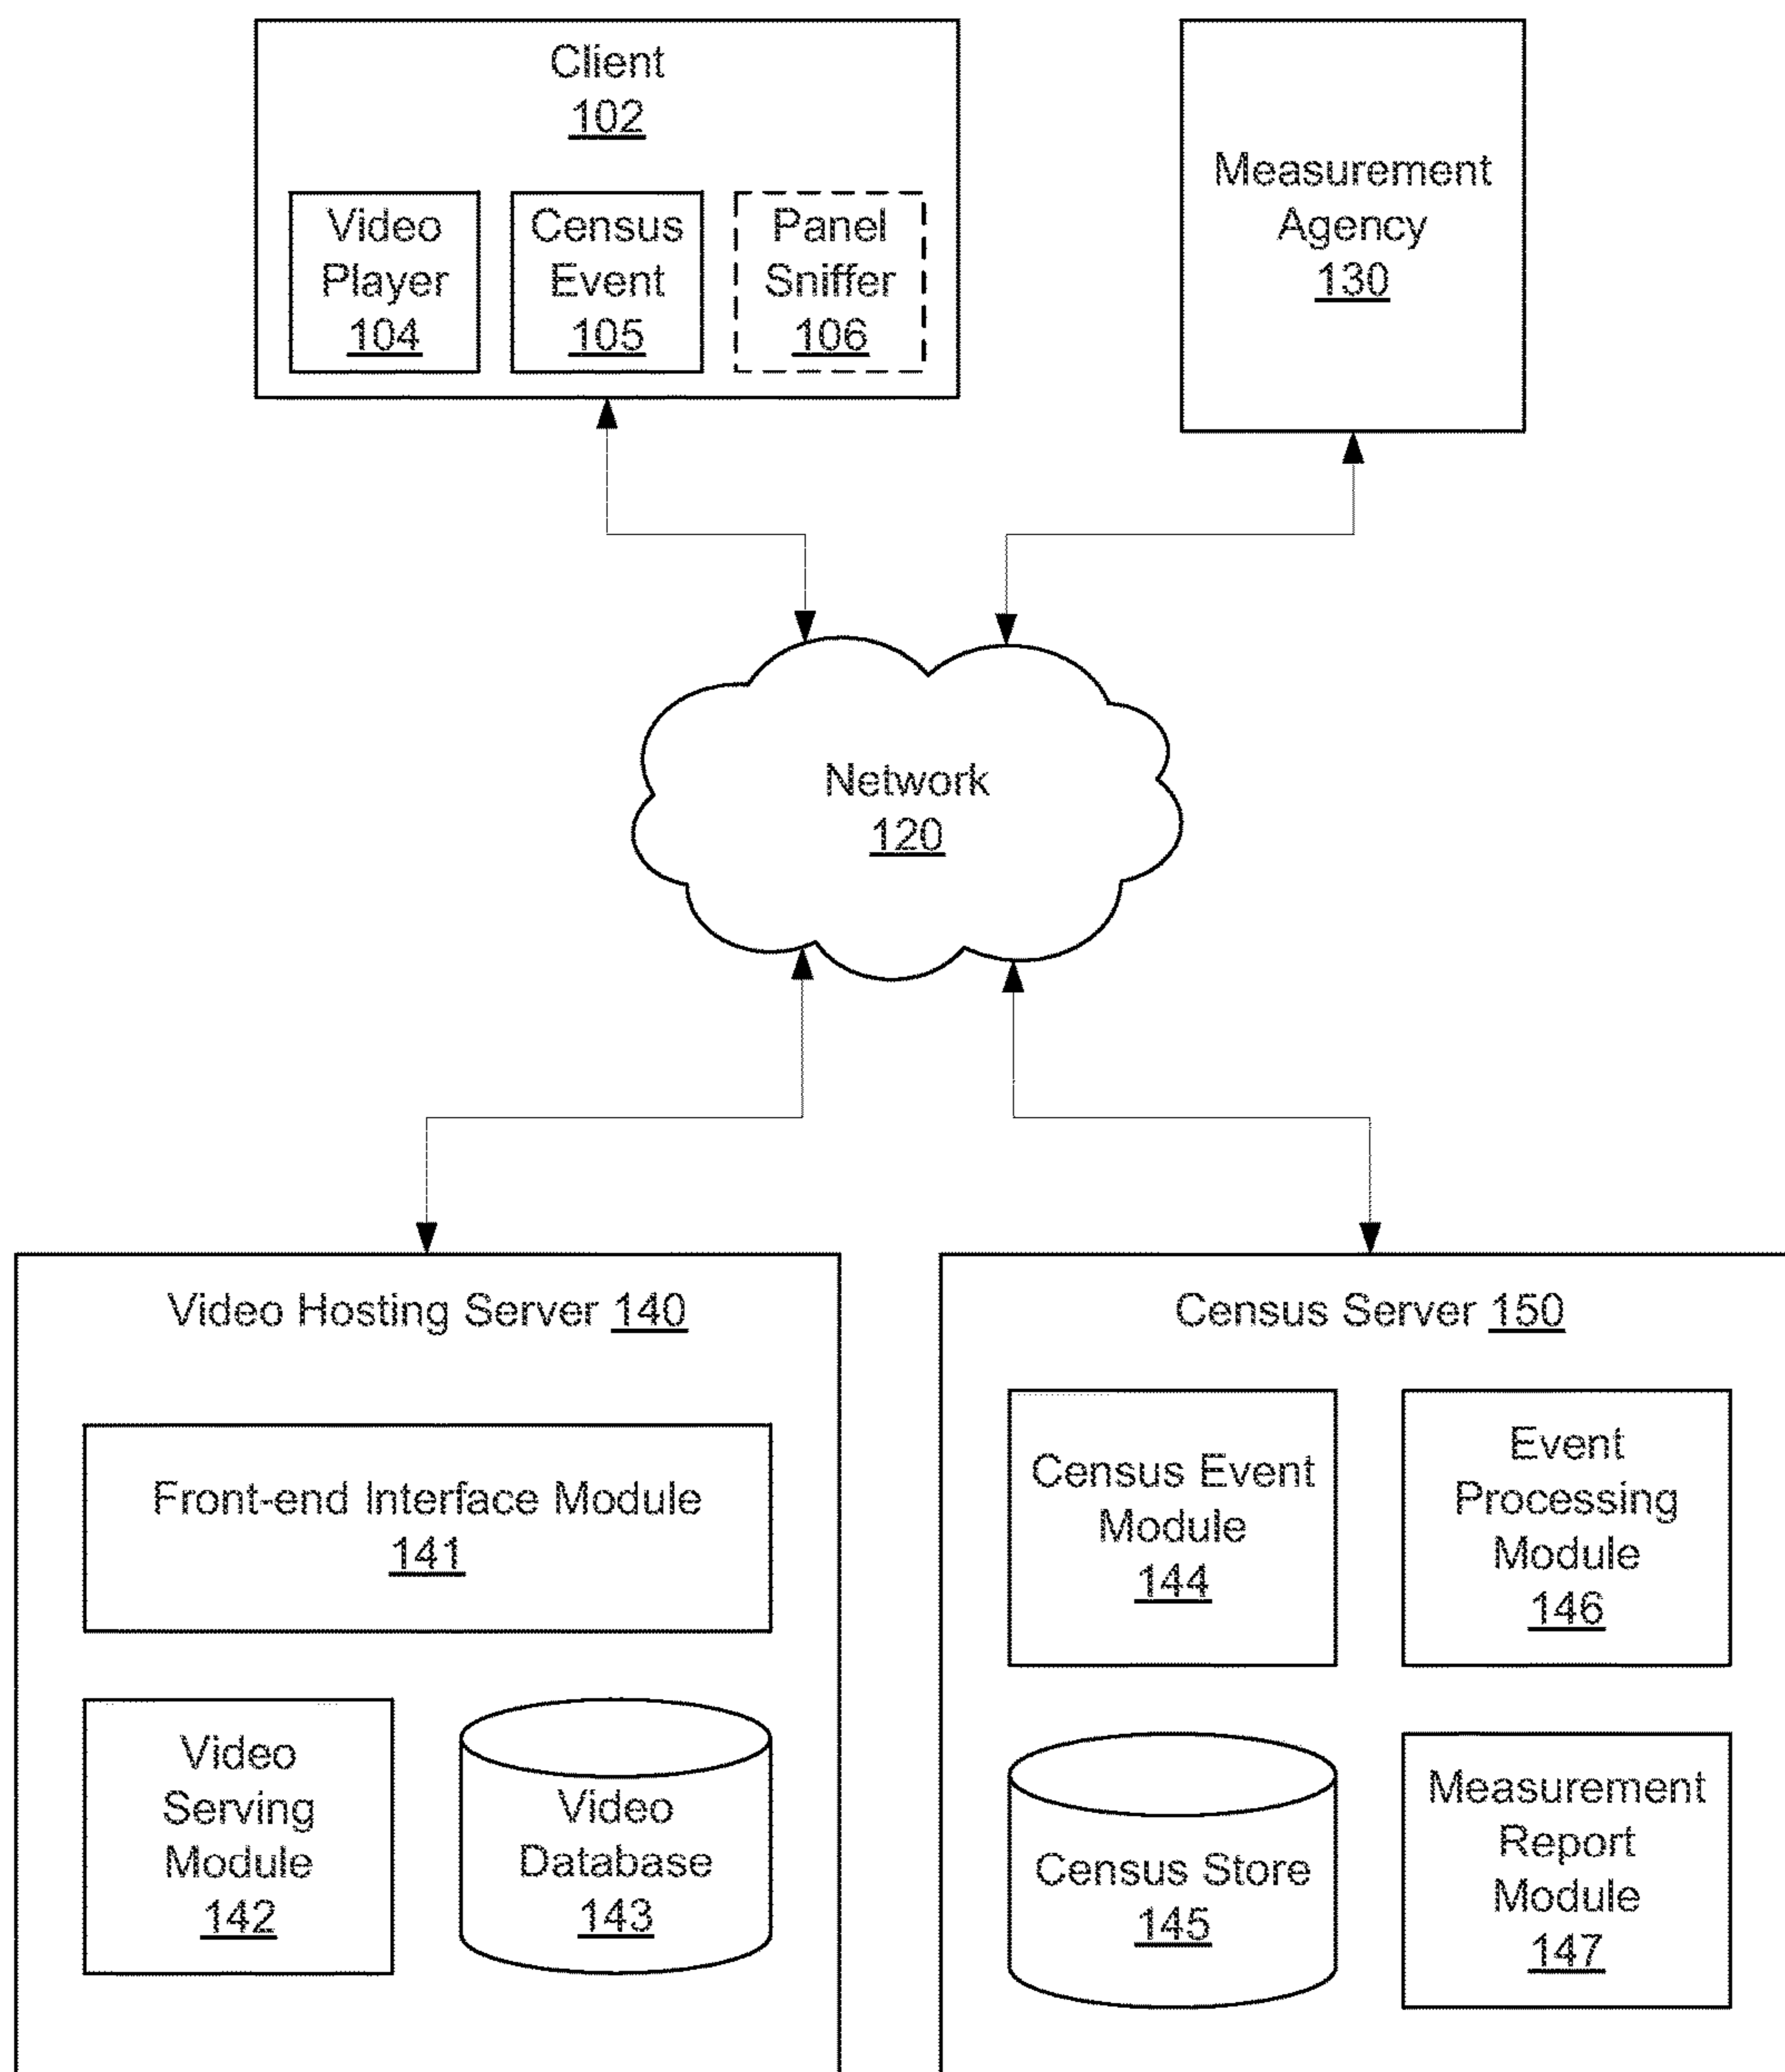 Client
102
Video
Player
104
Census
Event
105
Panel
Sniffer
106
Measurement
Agency
130
Network
120
Video Hosting Server 140
Front-end Interface Module
141
Video
Serving
Module
142
Video
Database
143
Census Server 150
Census Event
Module
144
Event
Processing
Module
146
Census Store
145
Measurement
Report
Module
147